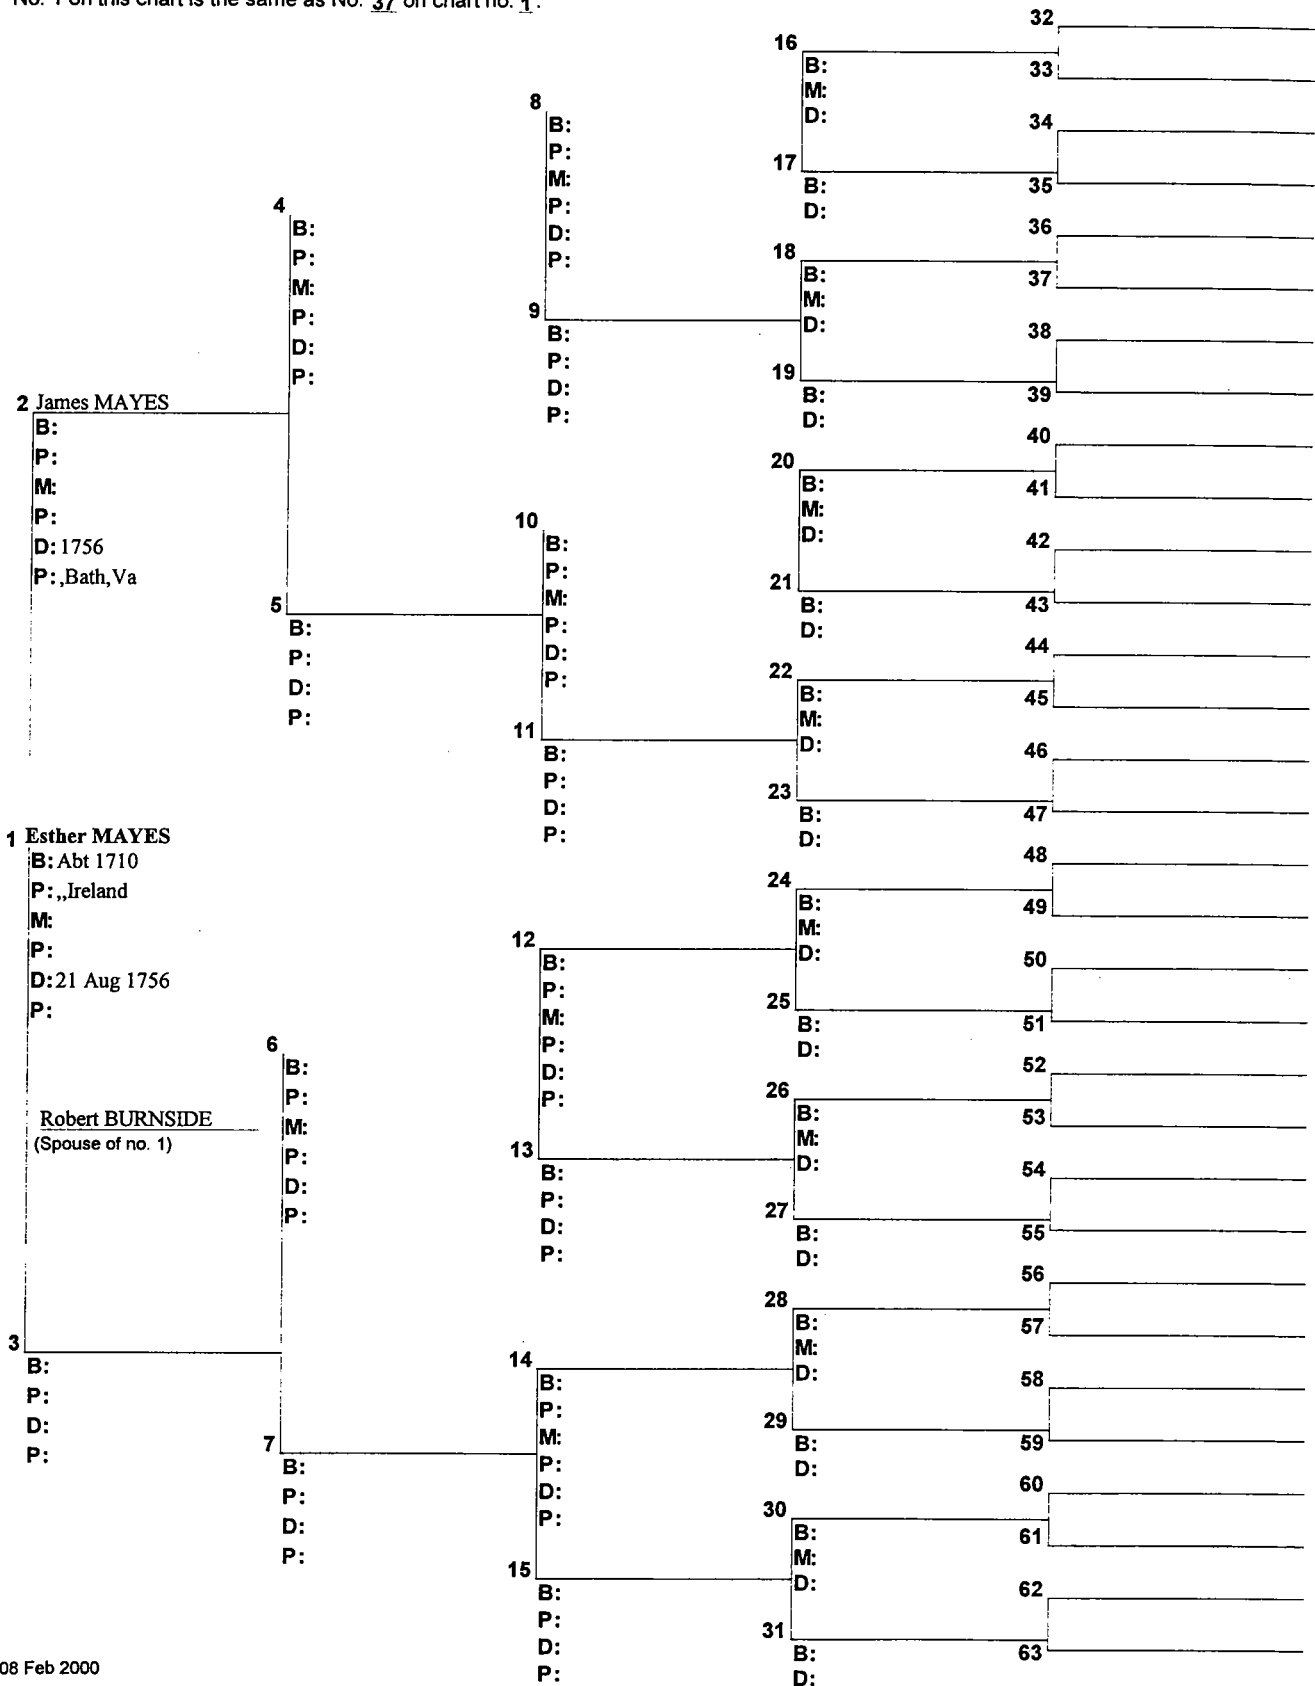 No. 1 on this chart is the same as No. 37 on chart no. 1.
2 James MAYES
B:
P:
M:
P:
D: 1756
P: ,Bath,Va
1 Esther MAYES
B: Abt 1710
P: ,,Ireland
M:
P:
D: 21 Aug 1756
P:
Robert BURNSIDE
(Spouse of no. 1)
3
B:
P:
D:
P:
4
B:
P:
M:
P:
D:
P:
5
B:
P:
D:
P:
6
B:
P:
M:
P:
D:
P:
7
B:
P:
D:
P:
8
B:
P:
M:
P:
D:
P:
9
B:
P:
D:
P:
10
B:
P:
M:
P:
D:
P:
11
B:
P:
D:
P:
12
B:
P:
M:
P:
D:
P:
13
B:
P:
D:
P:
14
B:
P:
M:
P:
D:
P:
15
B:
P:
D:
P:
16
B:
M:
D:
17
B:
D:
18
B:
M:
D:
19
B:
D:
20
B:
M:
D:
21
B:
D:
22
B:
M:
D:
23
B:
D:
24
B:
M:
D:
25
B:
D:
26
B:
M:
D:
27
B:
D:
28
B:
M:
D:
29
B:
D:
30
B:
M:
D:
31
B:
D:
32
33
34
35
36
37
38
39
40
41
42
43
44
45
46
47
48
49
50
51
52
53
54
55
56
57
58
59
60
61
62
63
08 Feb 2000